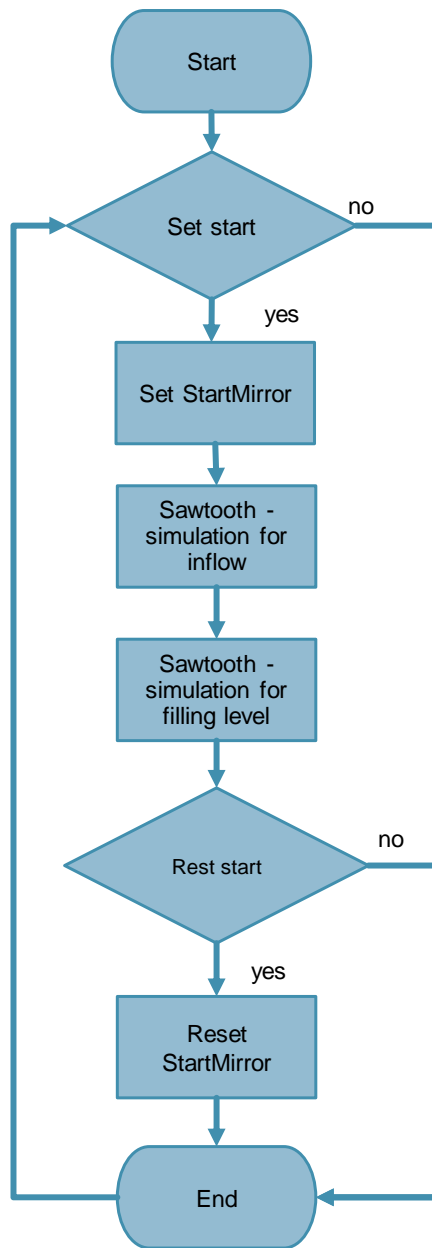 Start
no
Set start
yes
Set StartMirror
Sawtooth -
simulation for
inflow
Sawtooth -
simulation for
filling level
no
Rest start
yes
Reset
StartMirror
End